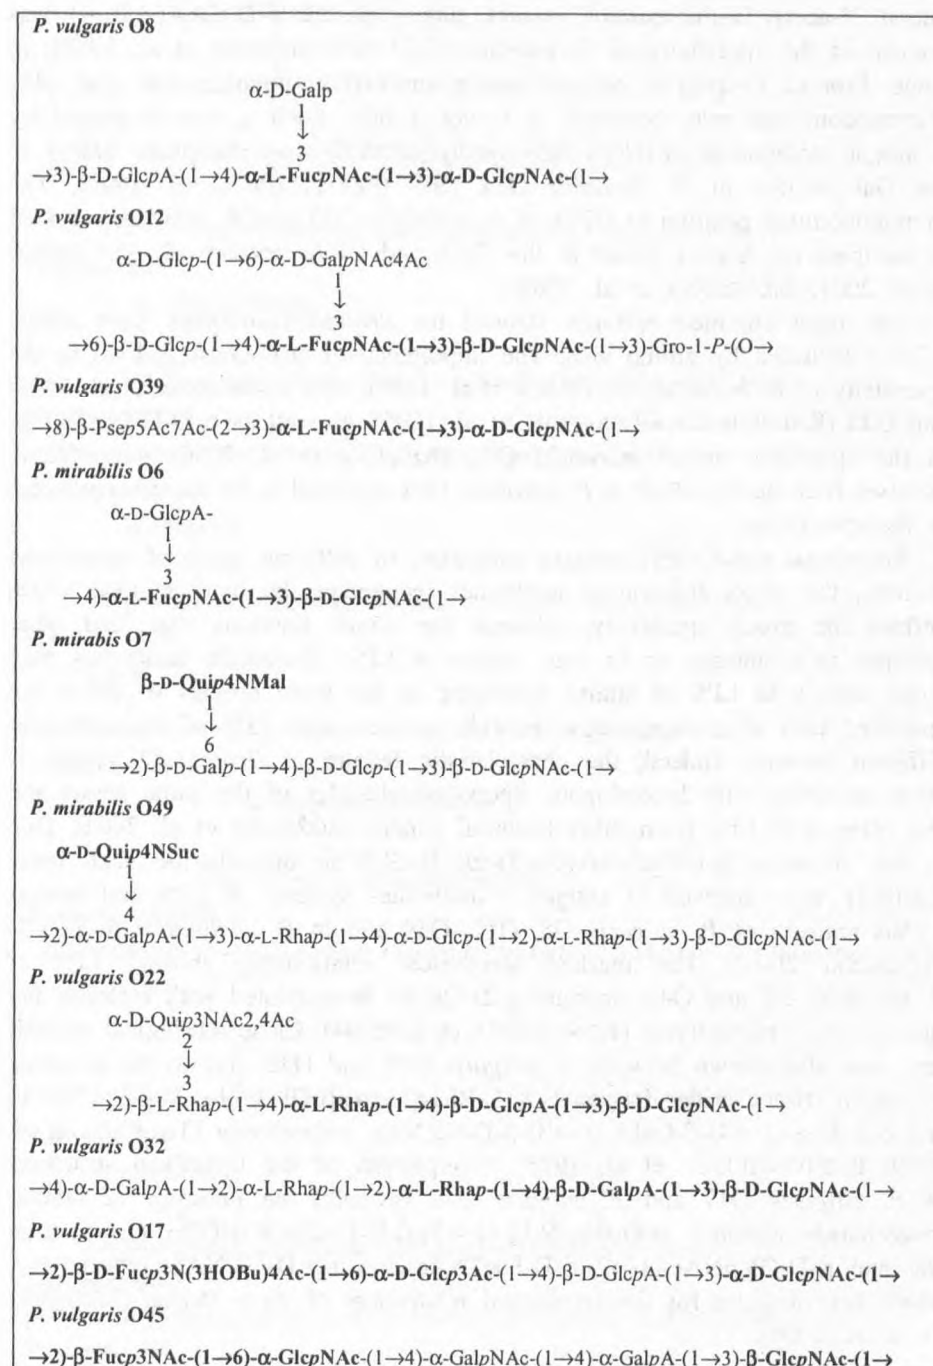 P. vulgaris O8
α-D-Galp
1
↓
3
→3)-β-D-GlcpA-(1→4)-α-L-FucpNAc-(1→3)-α-D-GlcpNAc-(1→
P. vulgaris O12
α-D-Glcp-(1→6)-α-D-GalpNAc4Ac
1
↓
3
→6)-β-D-Glcp-(1→4)-α-L-FucpNAc-(1→3)-β-D-GlcpNAc-(1→3)-Gro-1-P-(O→
P. vulgaris O39
→8)-β-Psep5Ac7Ac-(2→3)-α-L-FucpNAc-(1→3)-α-D-GlcpNAc-(1→
P. mirabilis O6
α-D-GlcpA-
1
↓
3
→4)-α-L-FucpNAc-(1→3)-β-D-GlcpNAc-(1→
P. mirabis O7
β-D-Quip4NMal
1
↓
6
→2)-β-D-Galp-(1→4)-β-D-Glcp-(1→3)-β-D-GlcpNAc-(1→
P. mirabilis O49
α-D-Quip4NSuc
1
↓
4
→2)-α-D-GalpA-(1→3)-α-L-Rhap-(1→4)-α-D-Glcp-(1→2)-α-L-Rhap-(1→3)-β-D-GlcpNAc-(1→
P. vulgaris O22
α-D-Quip3NAc2,4Ac
2
↓
3
→2)-β-L-Rhap-(1→4)-α-L-Rhap-(1→4)-β-D-GlcpA-(1→3)-β-D-GlcpNAc-(1→
P. vulgaris O32
→4)-α-D-GalpA-(1→2)-α-L-Rhap-(1→2)-α-L-Rhap-(1→4)-β-D-GalpA-(1→3)-β-D-GlcpNAc-(1→
P. vulgaris O17
→2)-β-D-Fucp3N(3HOBu)4Ac-(1→6)-α-D-Glcp3Ac-(1→4)-β-D-GlcpA-(1→3)-α-D-GlcpNAc-(1→
P. vulgaris O45
→2)-β-Fucp3NAc-(1→6)-α-GlcpNAc-(1→4)-α-GalpNAc-(1→4)-α-GalpA-(1→3)-β-GlcpNAc-(1→